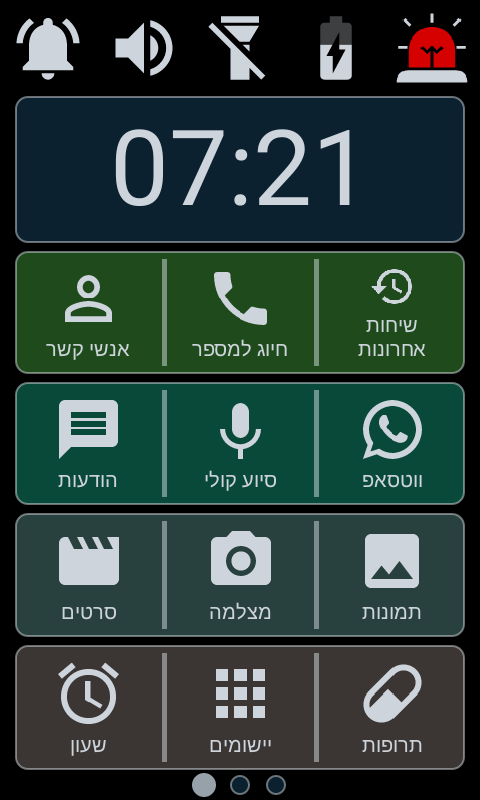 07:21
שיחות
אחרונות
חיוג למספר
אנשי קשר
ווטסאפ
סיוע קולי
הודעות
תמונות
מצלמה
סרטים
תרופות
יישומים
שעון